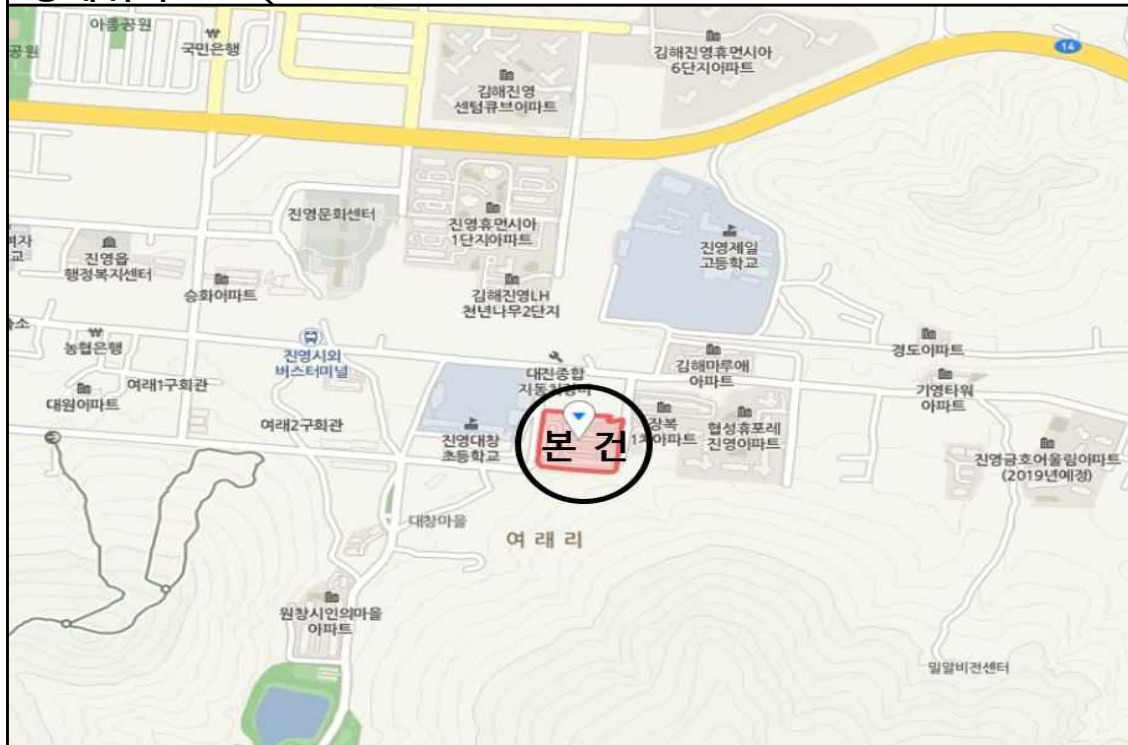 아름공원
공원
국민은행
김해진영
센텀큐브아파트
김해진영휴먼시아
6단지아파트
14
진영문회센터
진영휴먼시아
1단지아파트
진영제일
고등학교
여자
교
진영읍
행정복지센터
승화아파트
김해진영LH
천년나무2단지
농협은행
진영시외
버스터미널
대진종합
김해마루애
아파트
경도아파트
기영타워
아파트
대원아파트
여래1구회관
여래2구회관
진영대창
초등학교
본 건
장복
협성휴포레
진영아파트
진영금호어울림아파트
(2019년예정)
대창마을
여래리
원창시인의마을
아파트
밀알비전센터